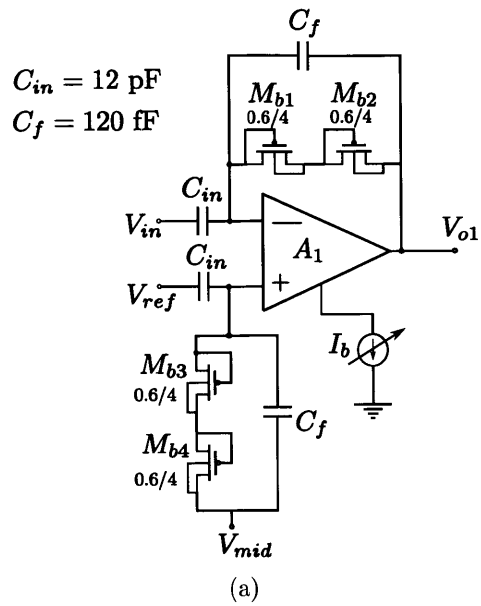 C_f
C_in = 12 pF
C_f = 120 fF
M_b1 M_b2
0.6/4 0.6/4
C_in
V_in
−
A_1
V_o1
C_in
+
V_ref
I_b
M_b3
0.6/4
C_f
M_b4
0.6/4
V_mid
(a)